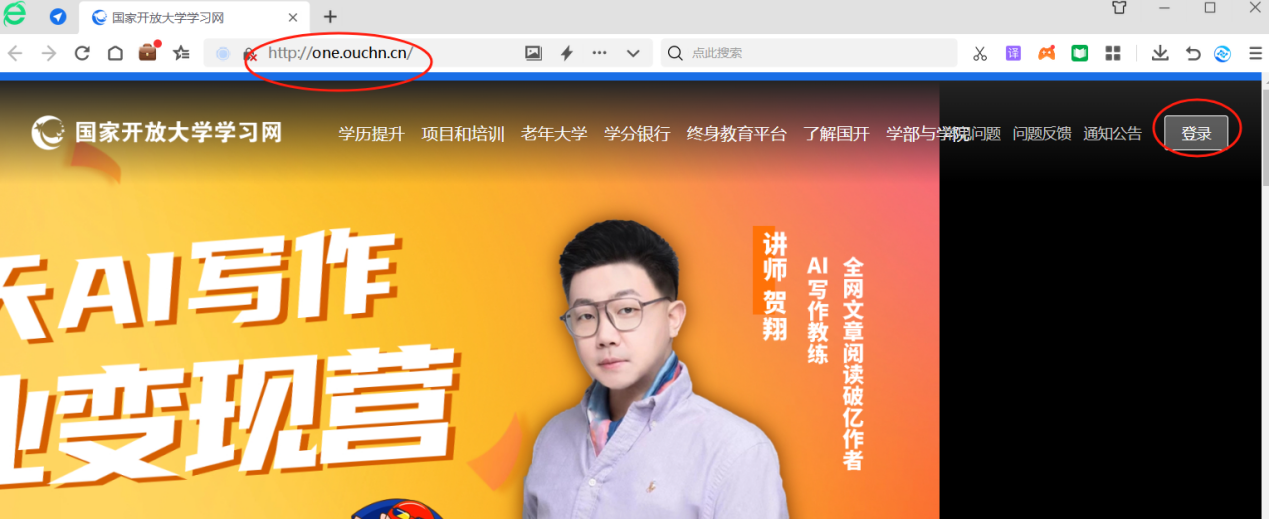 国家开放大学学习网
http://one.ouchn.cn/
点此搜索
译
国家开放大学学习网
学历提升 项目和培训 老年大学 学分银行 终身教育平台 了解国开 学部与学院 问题 问题反馈 通知公告 登录
AI写作
变现营
讲师 贺翔
AI写作教练
全网文章阅读破亿作者